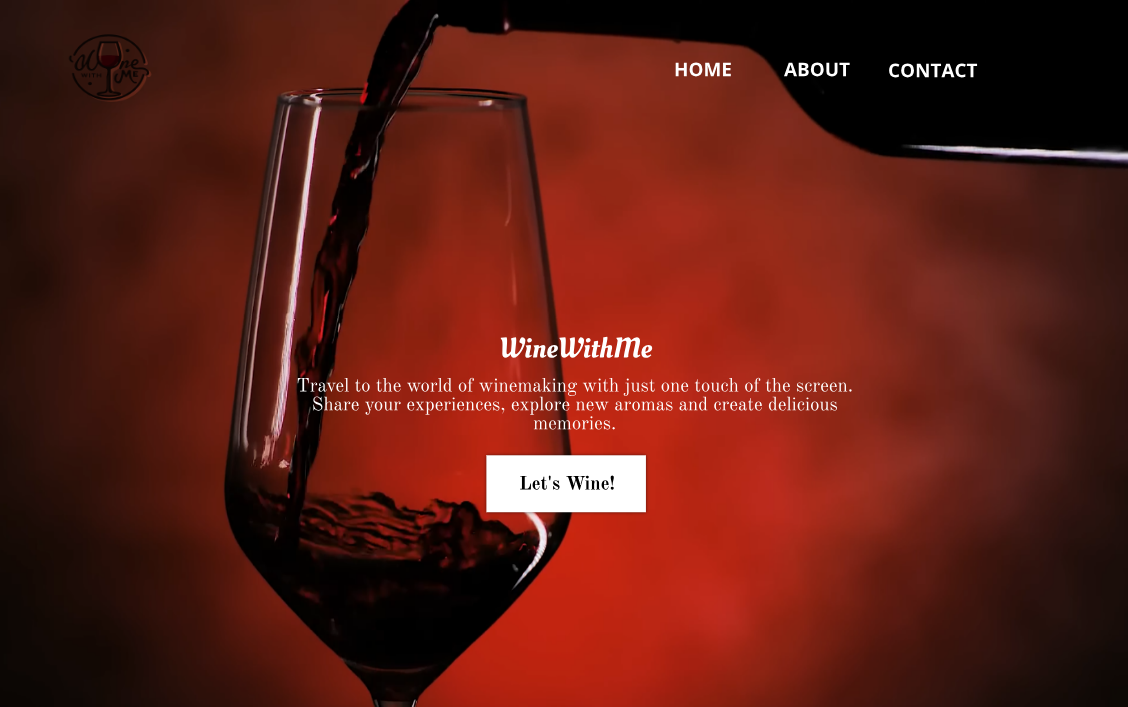 Wine
WITH
ME
HOME ABOUT CONTACT
WineWithMe
Travel to the world of winemaking with just one touch of the screen.
Share your experiences, explore new aromas and create delicious
memories.
Let's Wine!